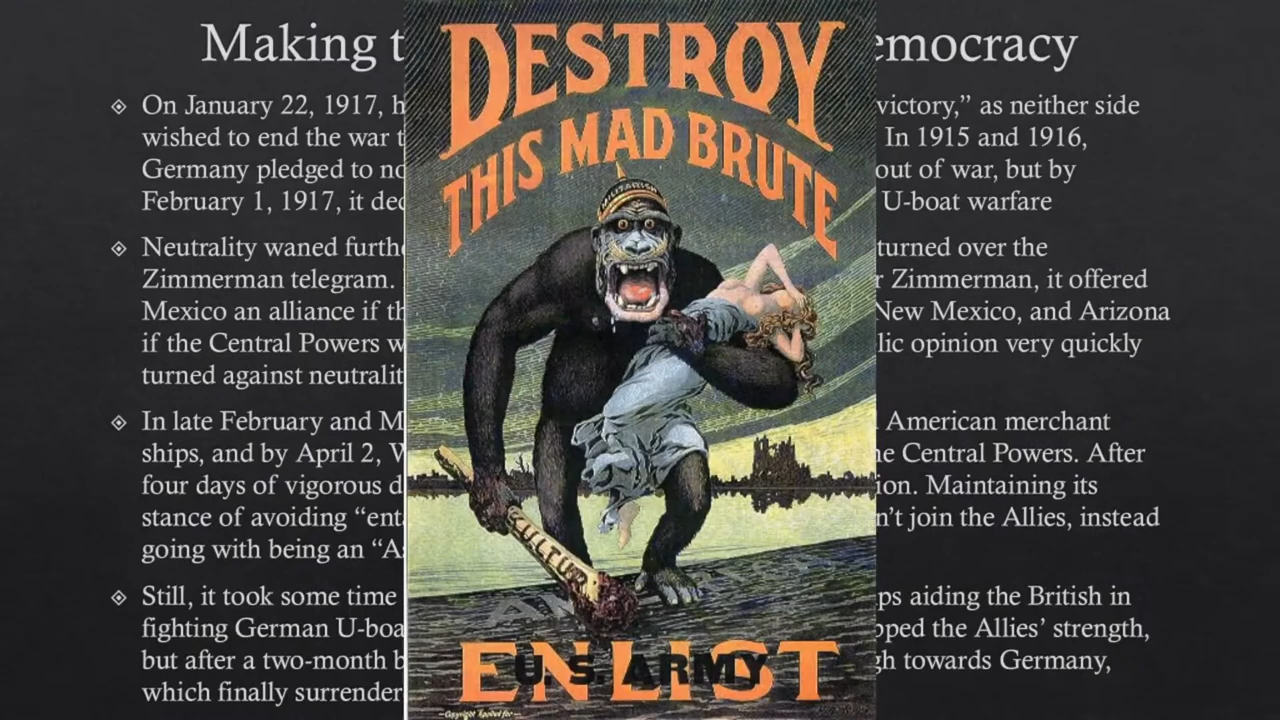 Making t
emocracy
On January 22, 1917, h
victory,” as neither side
wished to end the war t
In 1915 and 1916,
Germany pledged to no
out of war, but by
February 1, 1917, it dec
U-boat warfare
Neutrality waned furthe
turned over the
Zimmerman telegram.
r Zimmerman, it offered
Mexico an alliance if th
New Mexico, and Arizona
if the Central Powers w
lic opinion very quickly
turned against neutralit
In late February and M
American merchant
ships, and by April 2, W
he Central Powers. After
four days of vigorous d
ion. Maintaining its
stance of avoiding “enta
n’t join the Allies, instead
going with being an “As
Still, it took some time
ps aiding the British in
fighting German U-boa
pped the Allies’ strength,
but after a two-month b
gh towards Germany,
which finally surrender
DESTROY
THIS MAD BRUTE
MILITARISM
KULTUR
AMERICA
ENLIST
U.S. ARMY
—Copyright Applied for—